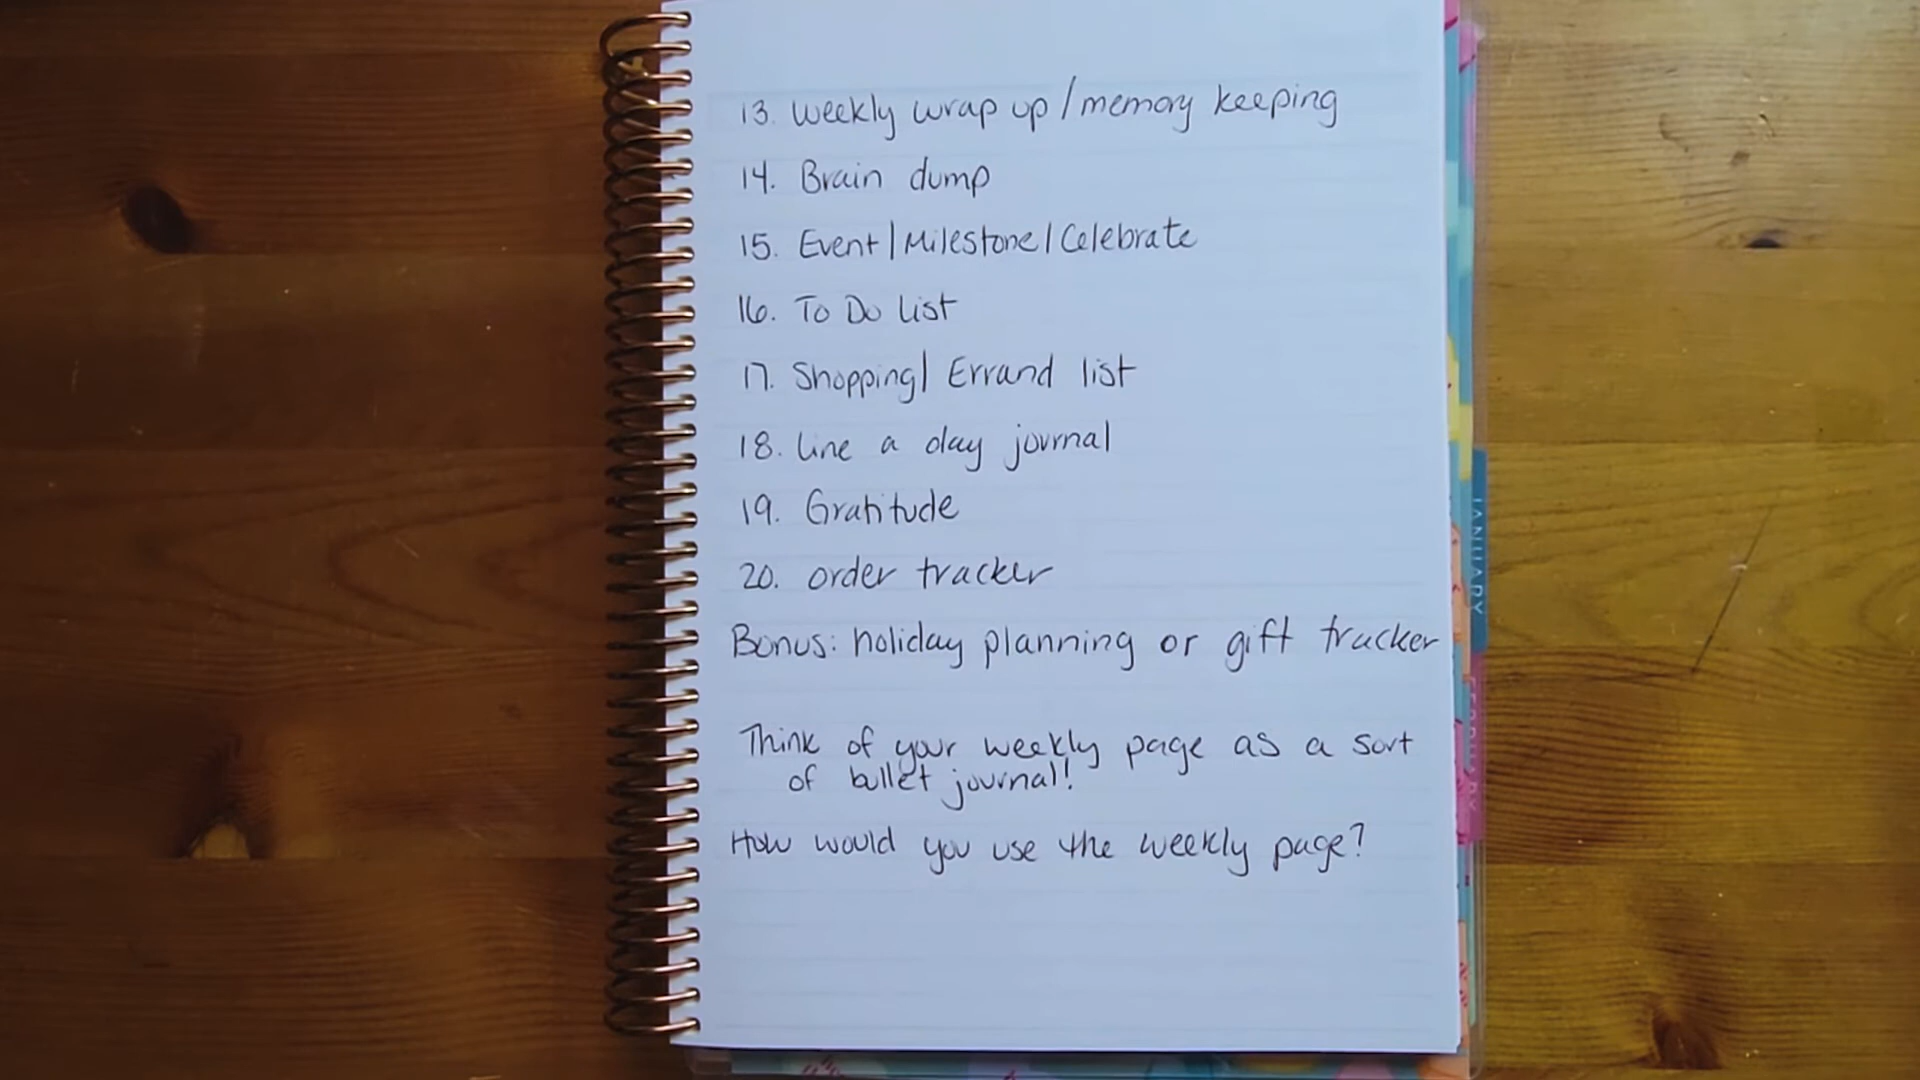 13. Weekly wrap up / memory keeping
14. Brain dump
15. Event | Milestone | Celebrate
16. To Do list
17. Shopping | Errand list
18. Line a day journal
19. Gratitude
20. order tracker
Bonus: holiday planning or gift tracker
Think of your weekly page as a sort
of bullet journal!
How would you use the weekly page?
JANUARY
FEBRUARY